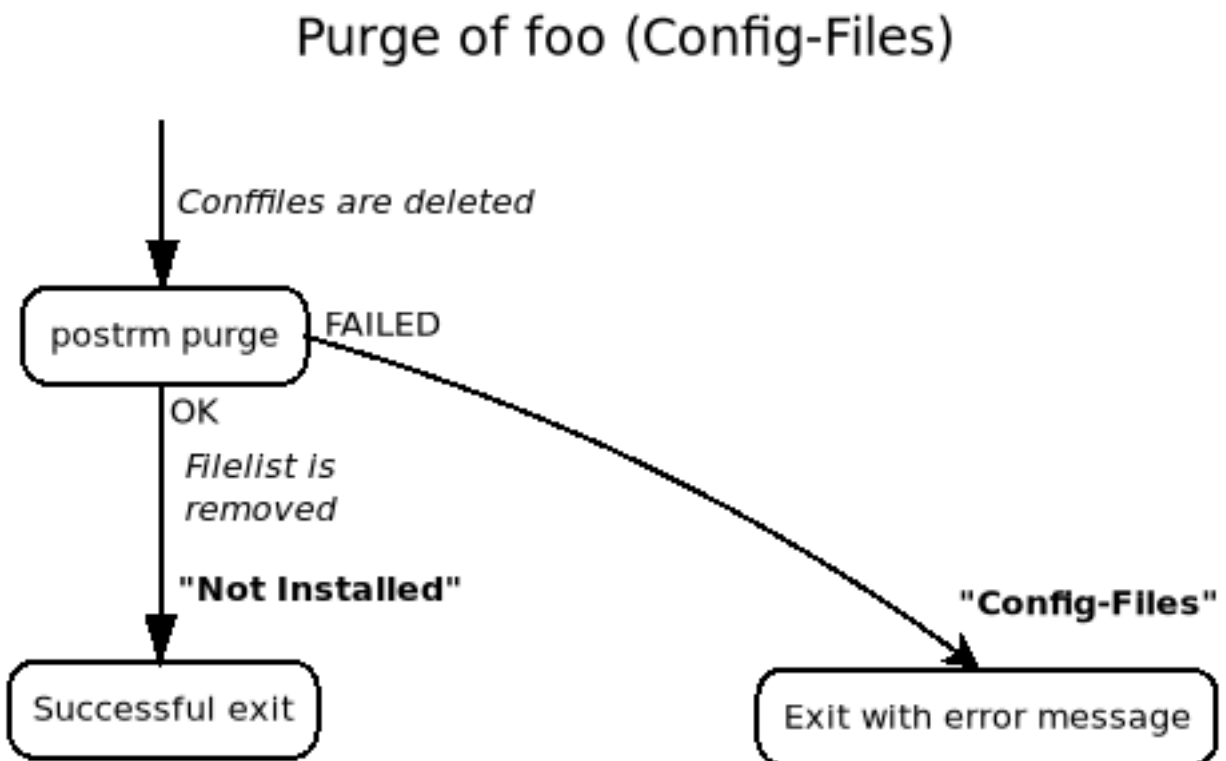 Purge of foo (Config-Files)
Conffiles are deleted
postrm purge
FAILED
OK
Filelist is
removed
"Not Installed"
"Config-Files"
Successful exit
Exit with error message